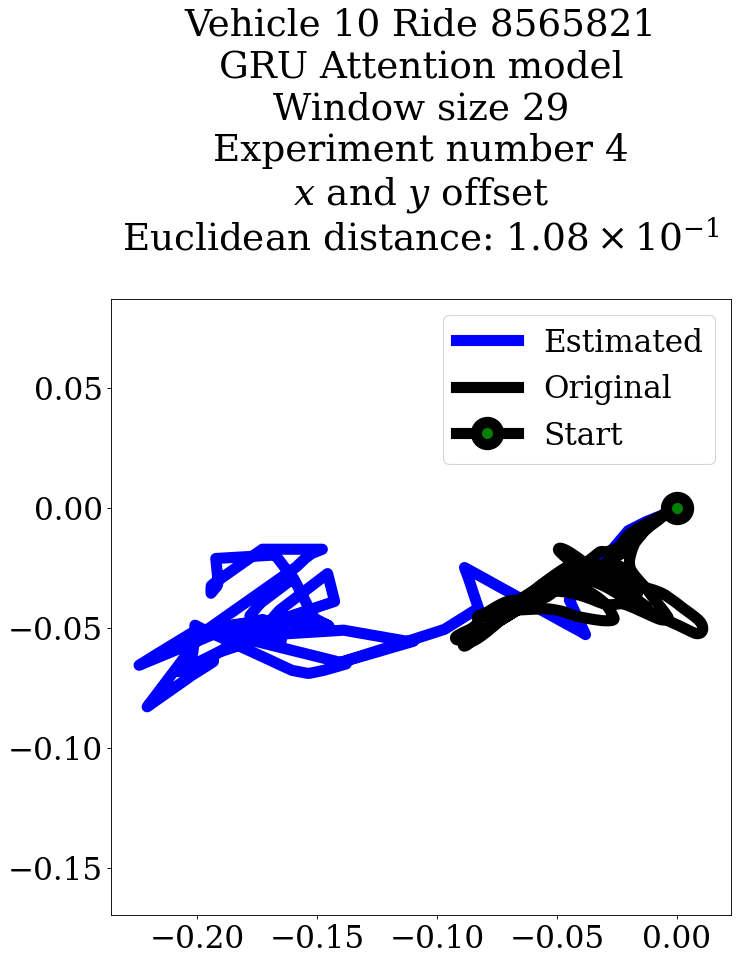 Vehicle 10 Ride 8565821
GRU Attention model
Window size 29
Experiment number 4
x and y offset
Euclidean distance: 1.08 × 10⁻¹
Estimated
Original
Start
0.05
0.00
−0.05
−0.10
−0.15
−0.20 −0.15 −0.10 −0.05 0.00